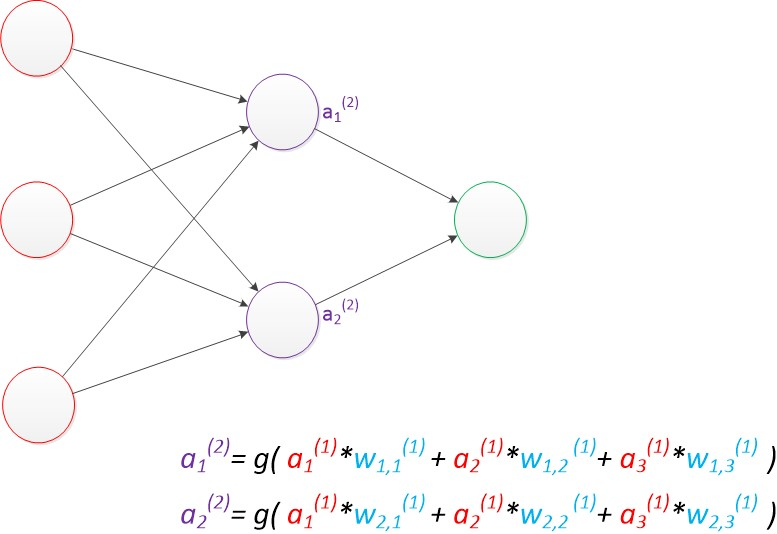 a₁⁽²⁾
a₂⁽²⁾
a₁⁽²⁾= g( a₁⁽¹⁾*w₁,₁⁽¹⁾ + a₂⁽¹⁾*w₁,₂⁽¹⁾+ a₃⁽¹⁾*w₁,₃⁽¹⁾ )
a₂⁽²⁾= g( a₁⁽¹⁾*w₂,₁⁽¹⁾ + a₂⁽¹⁾*w₂,₂⁽¹⁾+ a₃⁽¹⁾*w₂,₃⁽¹⁾ )